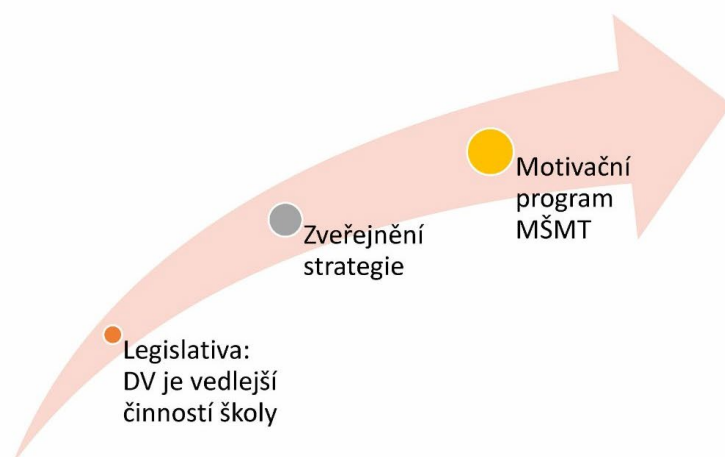 Motivační
program
MŠMT
Zveřejnění
strategie
Legislativa:
DV je vedlejší
činností školy